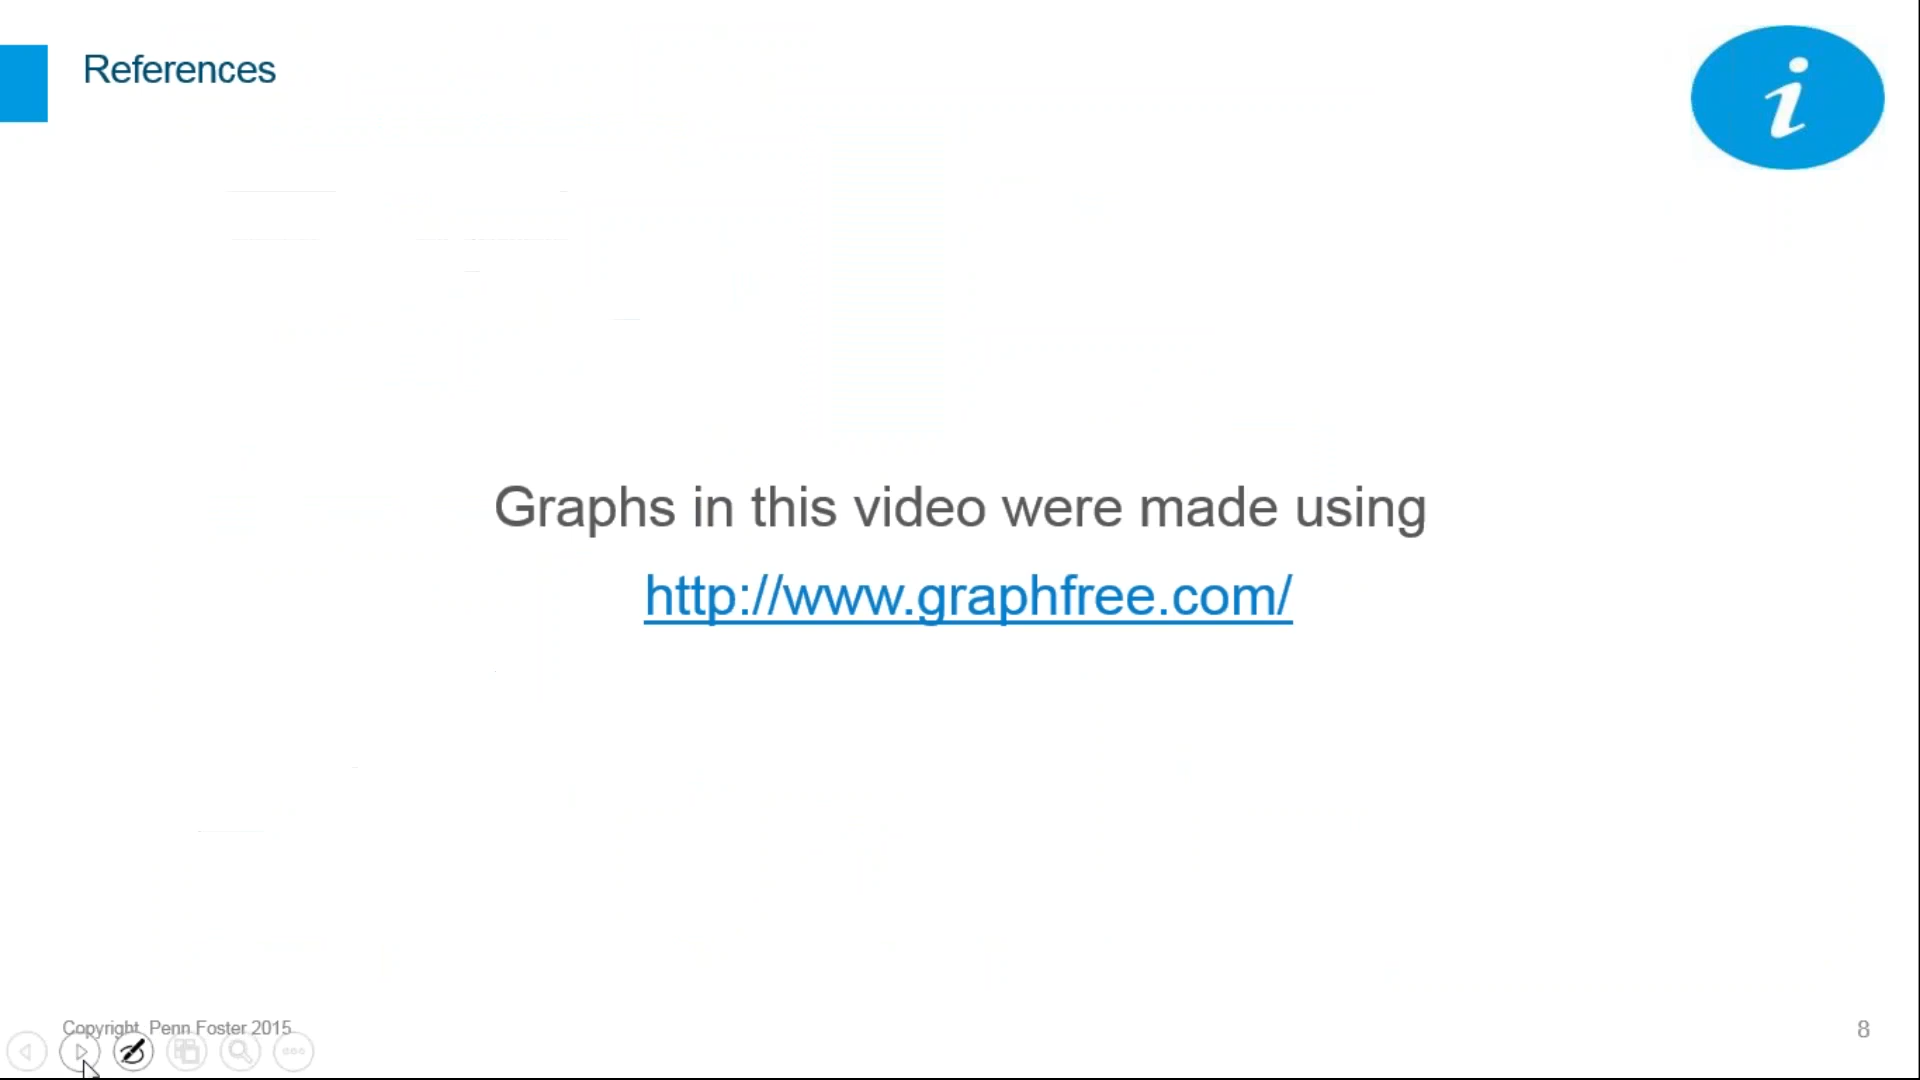 References
i
Graphs in this video were made using
http://www.graphfree.com/
Copyright Penn Foster 2015
8